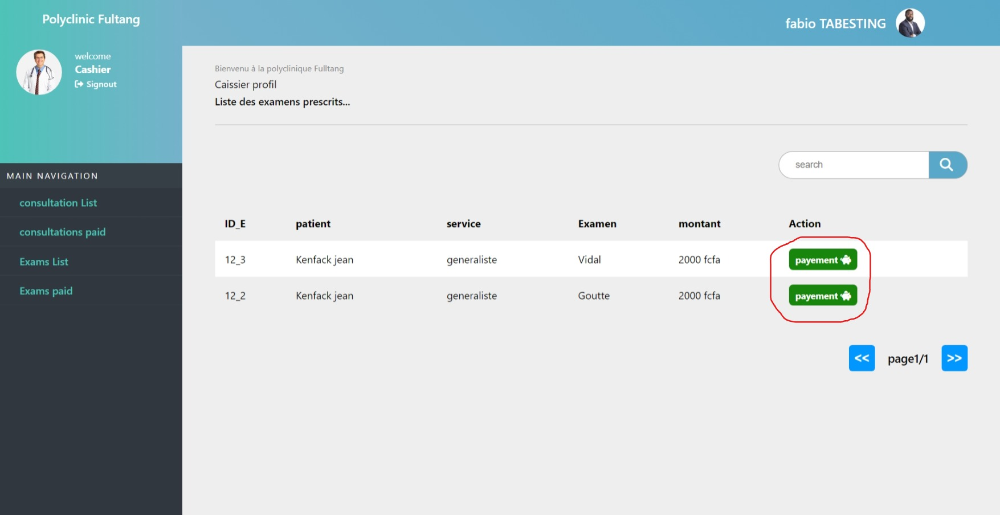 Polyclinic Fultang
fabio TABESTING
welcome
Cashier
Signout
MAIN NAVIGATION
consultation List
consultations paid
Exams List
Exams paid
Bienvenu à la polyclinique Fulltang
Caissier profil
Liste des examens prescrits...
search
ID_E patient service Examen montant Action
12_3 Kenfack jean generaliste Vidal 2000 fcfa payement
12_2 Kenfack jean generaliste Goutte 2000 fcfa payement
<< page1/1 >>